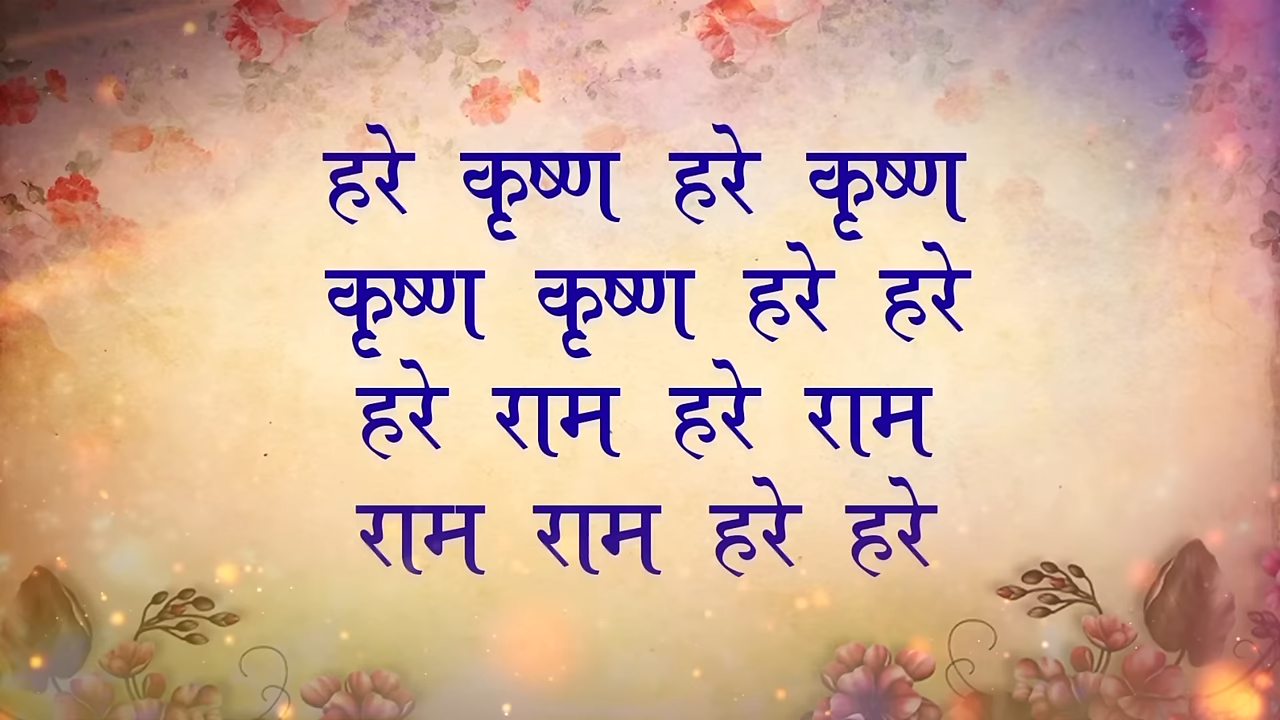 हरे कृष्ण हरे कृष्ण
कृष्ण कृष्ण हरे हरे
हरे राम हरे राम
राम राम हरे हरे